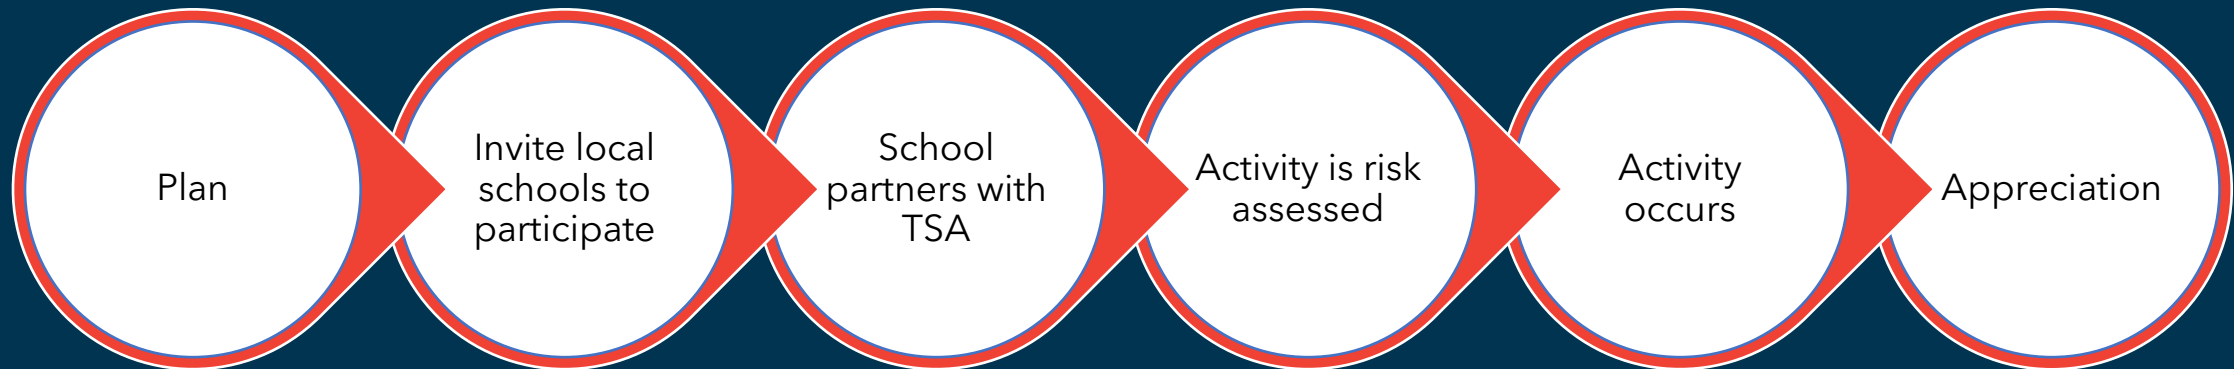 Plan
Invite local
schools to
participate
School
partners with
TSA
Activity is risk
assessed
Activity
occurs
Appreciation